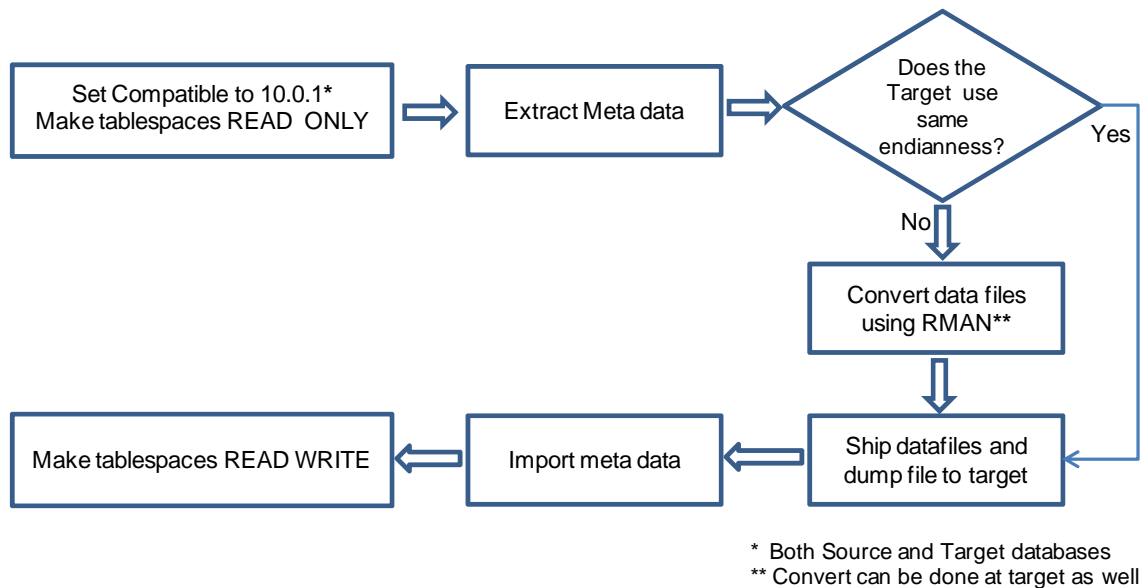 Set Compatible to 10.0.1*
Make tablespaces READ ONLY
Extract Meta data
Does the
Target use
same
endianness?
Yes
No
Convert data files
using RMAN**
Ship datafiles and
dump file to target
Import meta data
Make tablespaces READ WRITE
* Both Source and Target databases
** Convert can be done at target as well